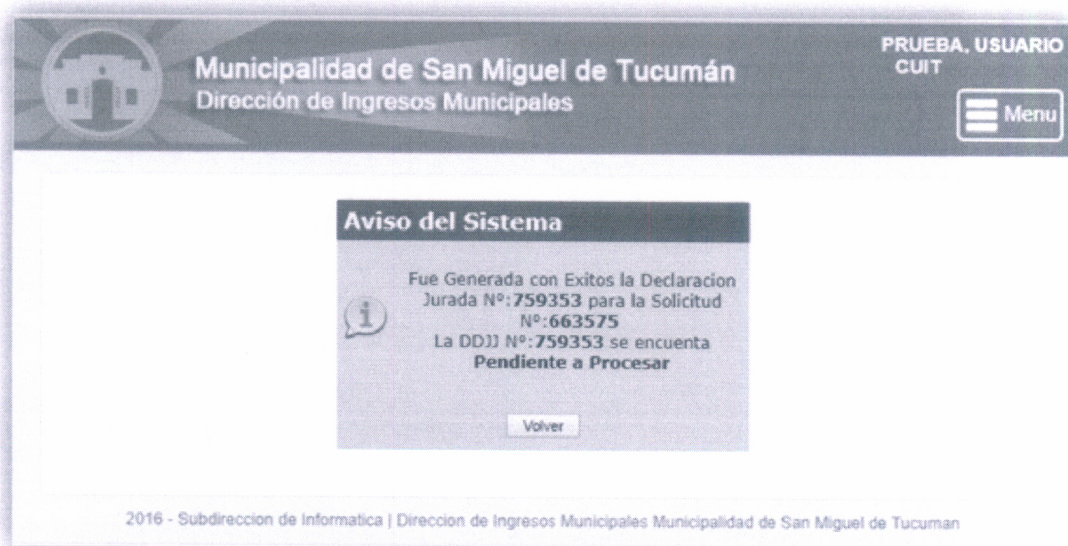 Municipalidad de San Miguel de Tucumán
Dirección de Ingresos Municipales
PRUEBA, USUARIO
CUIT
Menu
Aviso del Sistema
Fue Generada con Exitos la Declaracion
Jurada Nº:759353 para la Solicitud
Nº:663575
La DDJJ Nº:759353 se encuenta
Pendiente a Procesar
Volver
2016 - Subdireccion de Informatica | Direccion de Ingresos Municipales Municipalidad de San Miguel de Tucuman